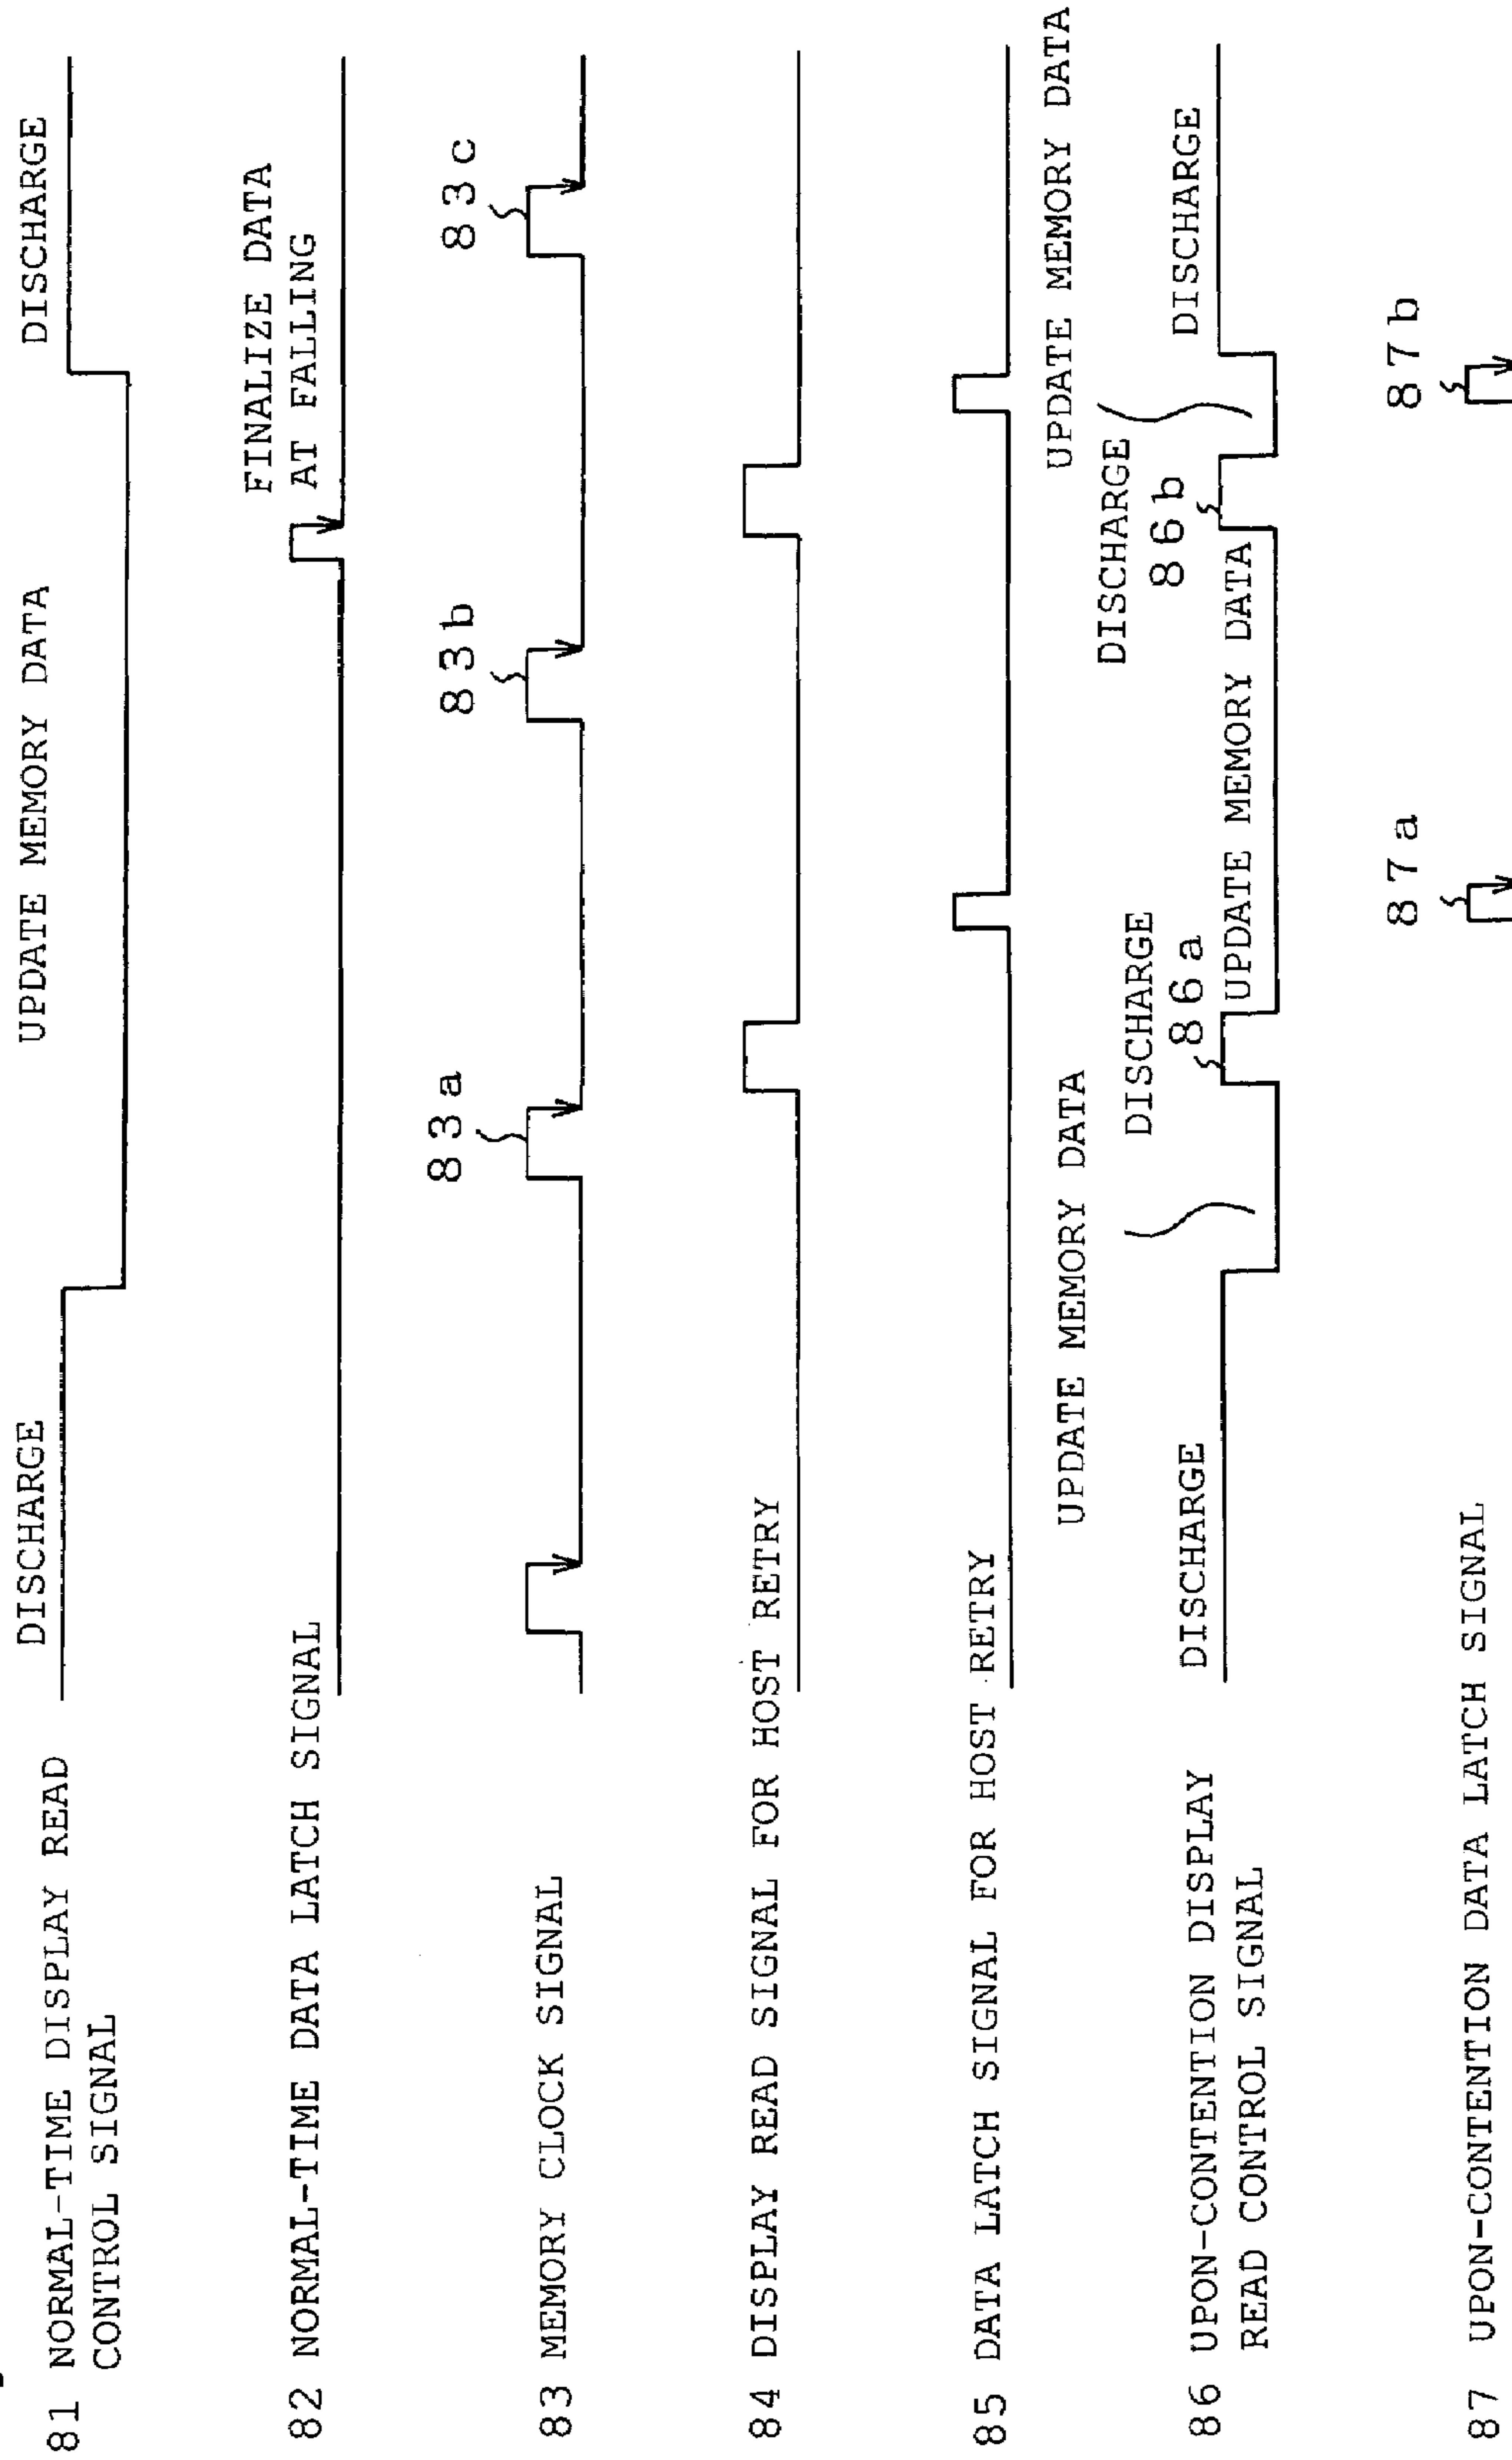 81 NORMAL-TIME DISPLAY READ
CONTROL SIGNAL
DISCHARGE
UPDATE MEMORY DATA
DISCHARGE
82 NORMAL-TIME DATA LATCH SIGNAL
FINALIZE DATA
AT FALLING
83 MEMORY CLOCK SIGNAL
83a
83b
83c
84 DISPLAY READ SIGNAL FOR HOST RETRY
85 DATA LATCH SIGNAL FOR HOST RETRY
86 UPON-CONTENTION DISPLAY
READ CONTROL SIGNAL
DISCHARGE
UPDATE MEMORY DATA
DISCHARGE
86a
UPDATE MEMORY DATA
DISCHARGE
86b
UPDATE MEMORY DATA
DISCHARGE
87 UPON-CONTENTION DATA LATCH SIGNAL
87a
87b